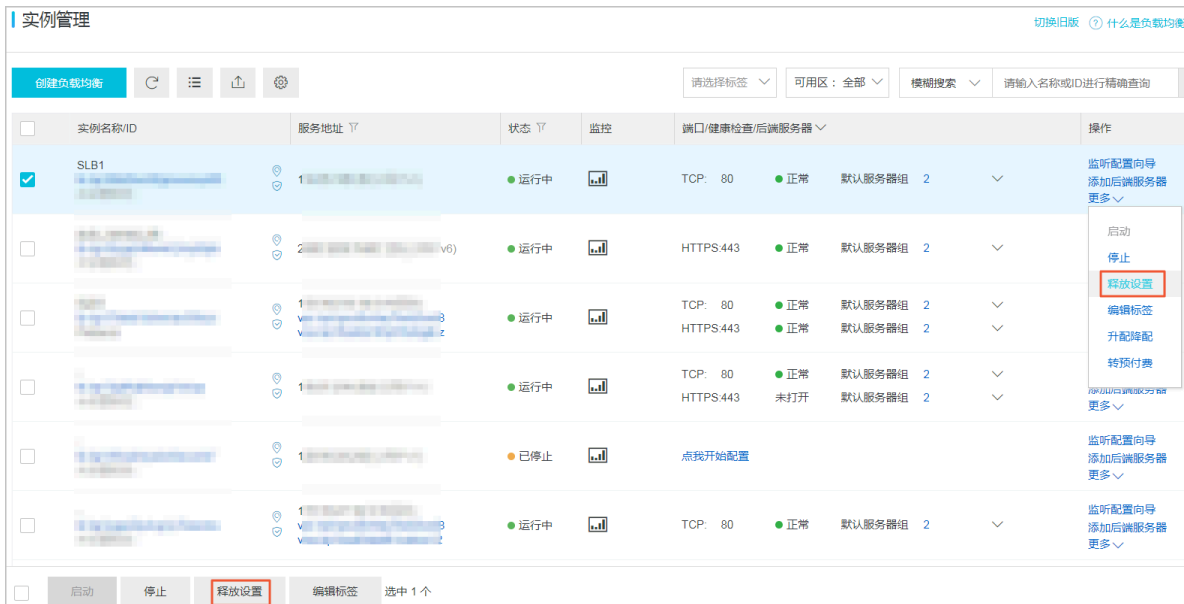 实例管理
切换旧版 ? 什么是负载均衡
创建负载均衡
请选择标签
可用区： 全部
模糊搜索
请输入名称或ID进行精确查询
实例名称/ID 服务地址 状态 监控 端口/健康检查/后端服务器 操作
SLB1
1 运行中 TCP: 80 正常 默认服务器组 2
监听配置向导
添加后端服务器
更多
启动
停止
释放设置
编辑标签
升配降配
转预付费
2 v6) 运行中 HTTPS:443 正常 默认服务器组 2
1 运行中 TCP: 80 正常 默认服务器组 2
HTTPS:443 正常 默认服务器组 2
1 运行中 TCP: 80 正常 默认服务器组 2
HTTPS:443 未打开 默认服务器组 2
添加后端服务器
更多
1 已停止 点我开始配置
监听配置向导
添加后端服务器
更多
运行中 TCP: 80 正常 默认服务器组 2
监听配置向导
添加后端服务器
更多
启动 停止 释放设置 编辑标签 选中 1 个